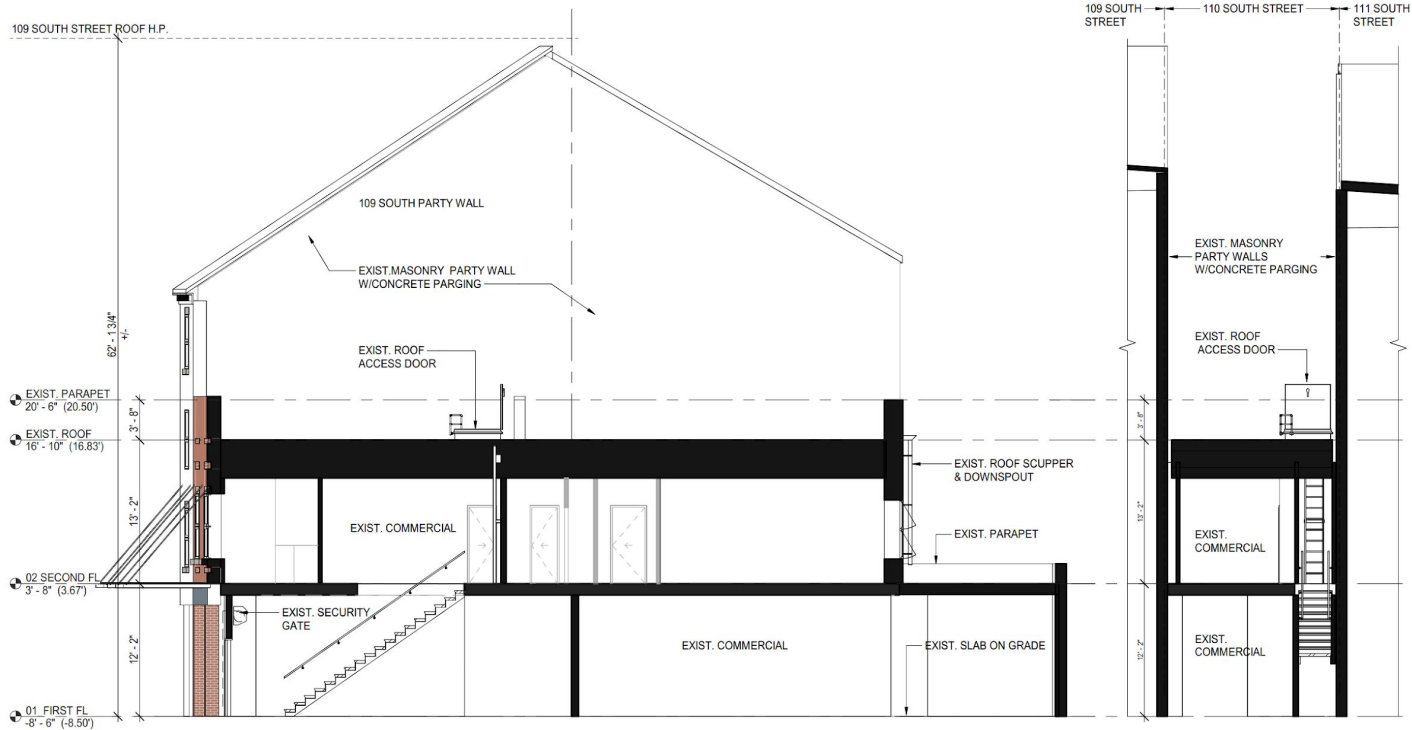 109 SOUTH STREET ROOF H.P.
109 SOUTH PARTY WALL
EXIST.MASONRY PARTY WALL
W/CONCRETE PARGING
62' - 1 3/4"
+/-
EXIST. ROOF
ACCESS DOOR
EXIST. PARAPET
20' - 6" (20.50')
3' - 8"
EXIST. ROOF
16' - 10" (16.83')
13' - 2"
EXIST. COMMERCIAL
EXIST. ROOF SCUPPER
& DOWNSPOUT
EXIST. PARAPET
02 SECOND FL
3' - 8" (3.67')
EXIST. SECURITY
GATE
12' - 2"
EXIST. COMMERCIAL
EXIST. SLAB ON GRADE
01 FIRST FL
-8' - 6" (-8.50')
109 SOUTH
STREET
110 SOUTH STREET
111 SOUTH
STREET
EXIST. MASONRY
PARTY WALLS
W/CONCRETE PARGING
EXIST. ROOF
ACCESS DOOR
3' - 8"
13' - 2"
EXIST.
COMMERCIAL
12' - 2"
EXIST.
COMMERCIAL